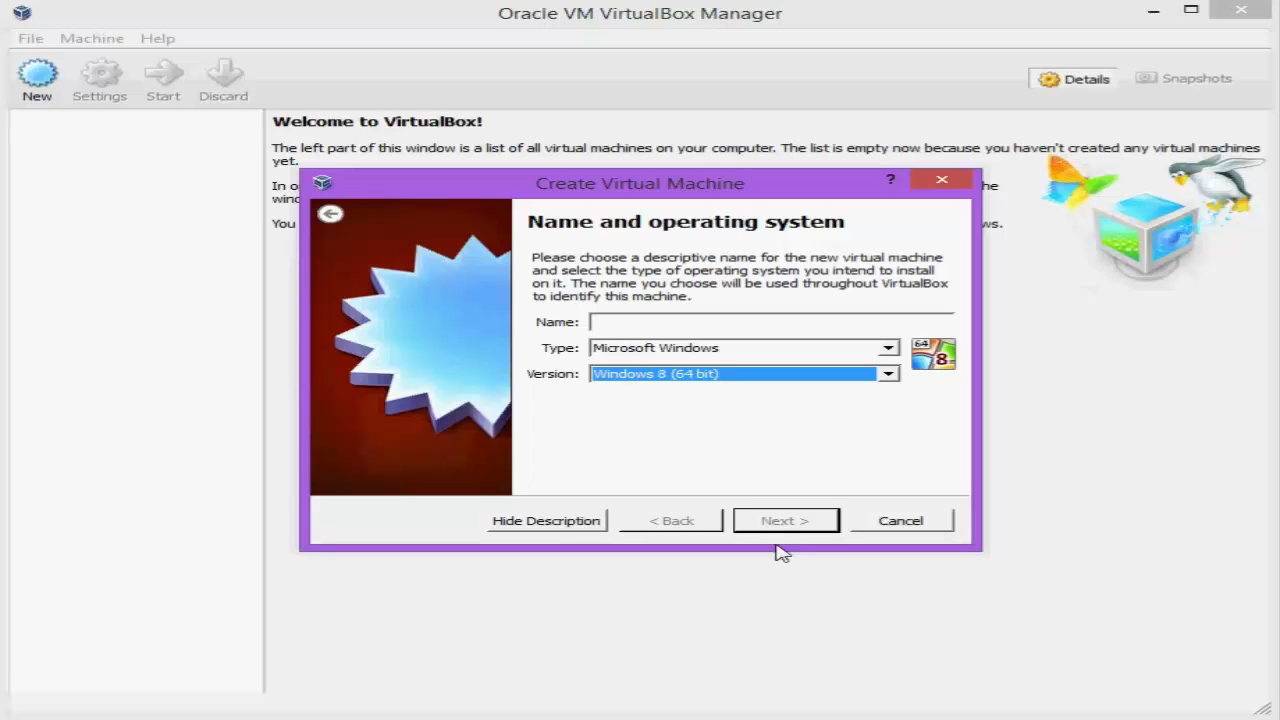 Oracle VM VirtualBox Manager
File Machine Help
New Settings Start Discard
Details Snapshots
Welcome to VirtualBox!
The left part of this window is a list of all virtual machines on your computer. The list is empty now because you haven't created any virtual machines
yet.
In o
the
wind
You
ws.
Create Virtual Machine
?
Name and operating system
Please choose a descriptive name for the new virtual machine
and select the type of operating system you intend to install
on it. The name you choose will be used throughout VirtualBox
to identify this machine.
Name:
Type: Microsoft Windows
64
8
Version: Windows 8 (64 bit)
Hide Description < Back Next > Cancel